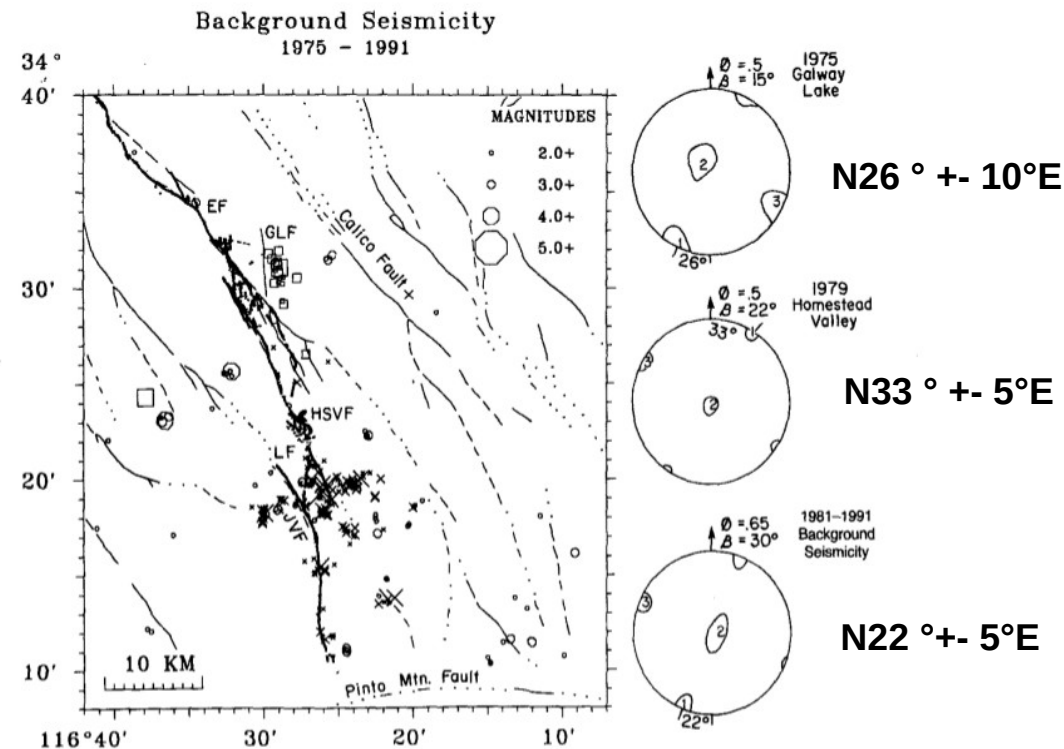 Background Seismicity
1975 - 1991
34°
40'
30'
20'
10'
116°40'
30'
20'
10'
MAGNITUDES
2.0+
3.0+
4.0+
5.0+
EF
GLF
Calico Fault
HSVF
LF
JVF
10 KM
Pinto Mtn. Fault
Ø = .5
β = 15°
1975
Galway
Lake
2
3
1
26°
N26 ° +- 10°E
Ø = .5
β = 22°
1979
Homestead
Valley
33°
1
3
2
N33 ° +- 5°E
Ø = .65
β = 30°
1981-1991
Background
Seismicity
3
2
1
22°
N22 °+- 5°E